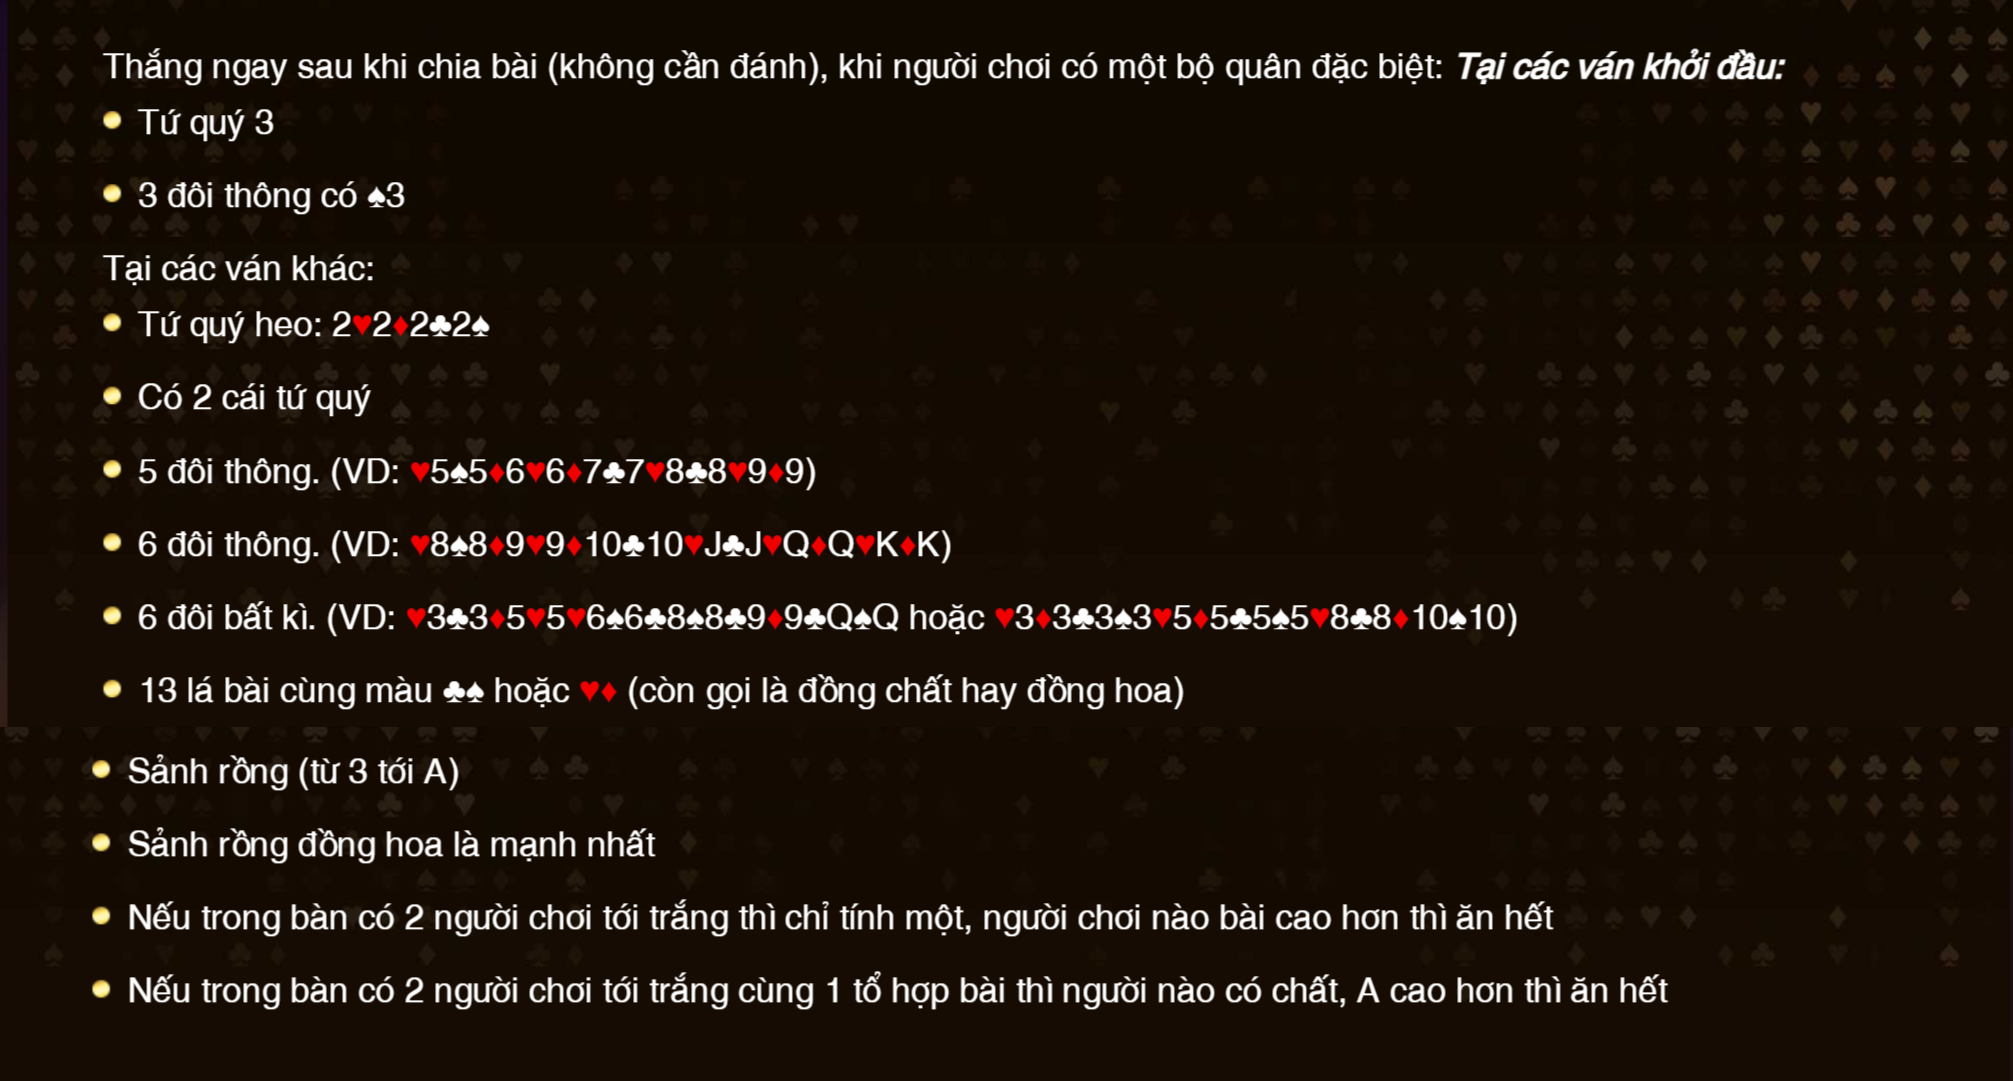 Thắng ngay sau khi chia bài (không cần đánh), khi người chơi có một bộ quân đặc biệt: Tại các ván khởi đầu:
Tứ quý 3
3 đôi thông có ♠3
Tại các ván khác:
Tứ quý heo: 2♥2♦2♣2♠
Có 2 cái tứ quý
5 đôi thông. (VD: ♥5♠5♦6♥6♦7♣7♥8♣8♥9♦9)
6 đôi thông. (VD: ♥8♠8♦9♥9♦10♣10♥J♣J♥Q♦Q♥K♦K)
6 đôi bất kì. (VD: ♥3♣3♦5♥5♥6♠6♣8♠8♣9♦9♣Q♠Q hoặc ♥3♦3♣3♠3♥5♦5♣5♠5♥8♣8♦10♠10)
13 lá bài cùng màu ♣♠ hoặc ♥♦ (còn gọi là đồng chất hay đồng hoa)
Sảnh rồng (từ 3 tới A)
Sảnh rồng đồng hoa là mạnh nhất
Nếu trong bàn có 2 người chơi tới trắng thì chỉ tính một, người chơi nào bài cao hơn thì ăn hết
Nếu trong bàn có 2 người chơi tới trắng cùng 1 tổ hợp bài thì người nào có chất, A cao hơn thì ăn hết